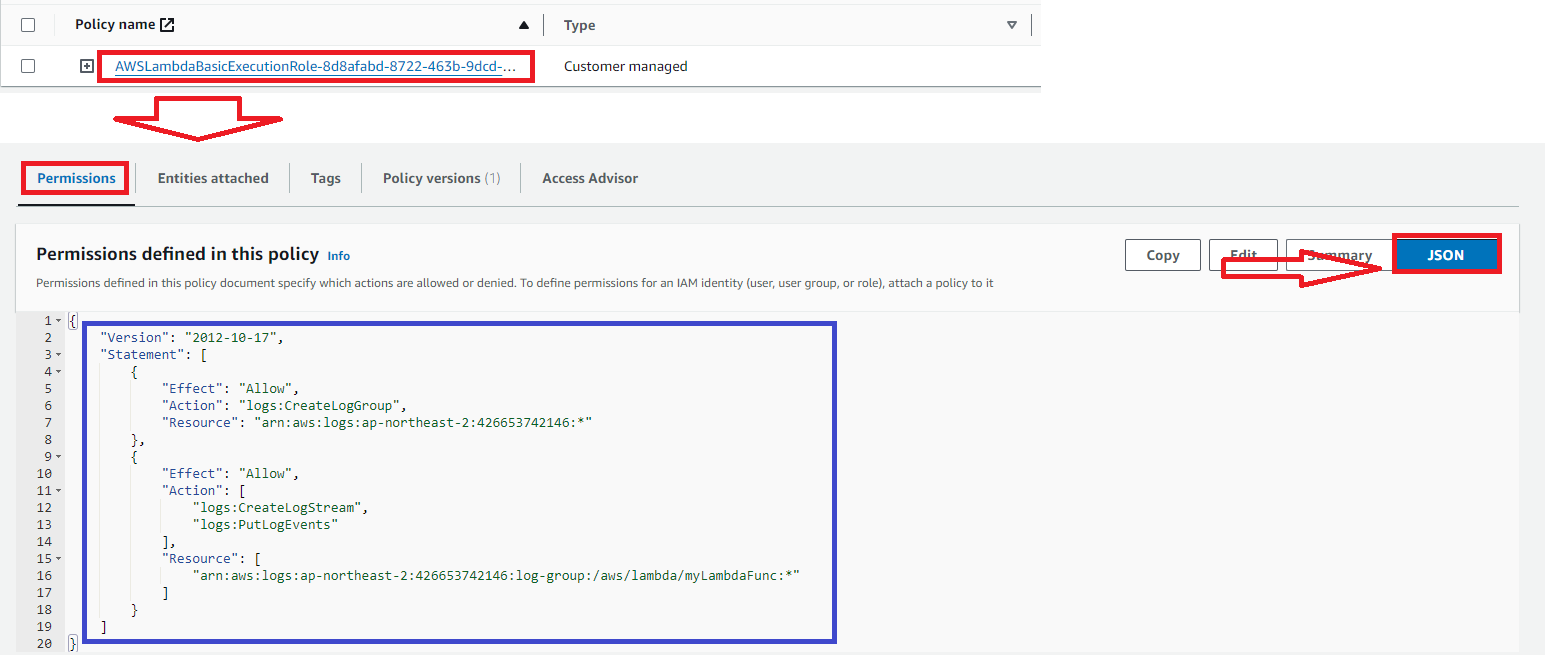 Policy name Type
AWSLambdaBasicExecutionRole-8d8afabd-8722-463b-9dcd-... Customer managed
Permissions Entities attached Tags Policy versions (1) Access Advisor
Permissions defined in this policy Info Copy Edit Summary JSON
Permissions defined in this policy document specify which actions are allowed or denied. To define permissions for an IAM identity (user, user group, or role), attach a policy to it
1 {
2 "Version": "2012-10-17",
3 "Statement": [
4 {
5 "Effect": "Allow",
6 "Action": "logs:CreateLogGroup",
7 "Resource": "arn:aws:logs:ap-northeast-2:426653742146:*"
8 },
9 {
10 "Effect": "Allow",
11 "Action": [
12 "logs:CreateLogStream",
13 "logs:PutLogEvents"
14 ],
15 "Resource": [
16 "arn:aws:logs:ap-northeast-2:426653742146:log-group:/aws/lambda/myLambdaFunc:*"
17 ]
18 }
19 ]
20 }